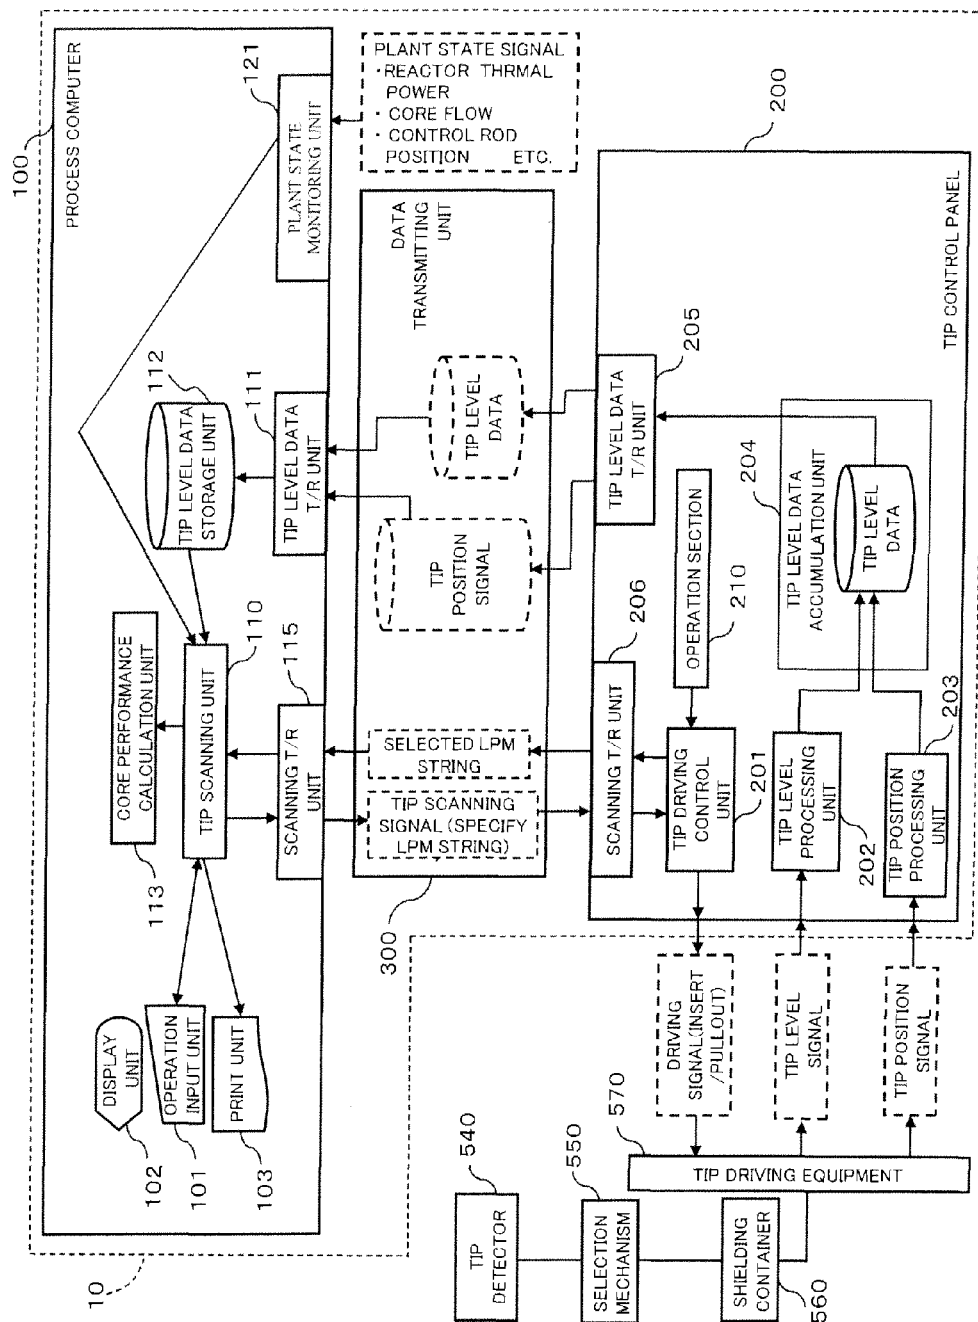 10
100
PROCESS COMPUTER
DISPLAY
UNIT
102
OPERATION
INPUT UNIT
101
PRINT UNIT
103
CORE PERFORMANCE
CALCULATION UNIT
113
TIP SCANNING UNIT
110
SCANNING T/R
UNIT
115
TIP LEVEL DATA
STORAGE UNIT
112
TIP LEVEL DATA
T/R UNIT
111
PLANT STATE
MONITORING UNIT
121
PLANT STATE SIGNAL
・REACTOR THRMAL
POWER
・CORE FLOW
・CONTROL ROD
POSITION ETC.
300
DATA
TRANSMITTING
UNIT
SELECTED LPM
STRING
TIP SCANNING
SIGNAL (SPECIFY
LPM STRING)
TIP
POSITION
SIGNAL
TIP LEVEL
DATA
200
TIP CONTROL PANEL
SCANNING T/R UNIT
206
TIP LEVEL DATA
T/R UNIT
205
TIP DRIVING
CONTROL
UNIT
201
OPERATION SECTION
210
TIP LEVEL
PROCESSING
UNIT
202
TIP POSITION
PROCESSING
UNIT
203
TIP LEVEL DATA
ACCUMULATION UNIT
204
TIP LEVEL
DATA
DRIVING
SIGNAL(INSERT
/PULLOUT)
TIP LEVEL
SIGNAL
TIP POSITION
SIGNAL
TIP
DETECTOR
540
SELECTION
MECHANISM
550
SHIELDING
CONTAINER
560
TIP DRIVING EQUIPMENT
570